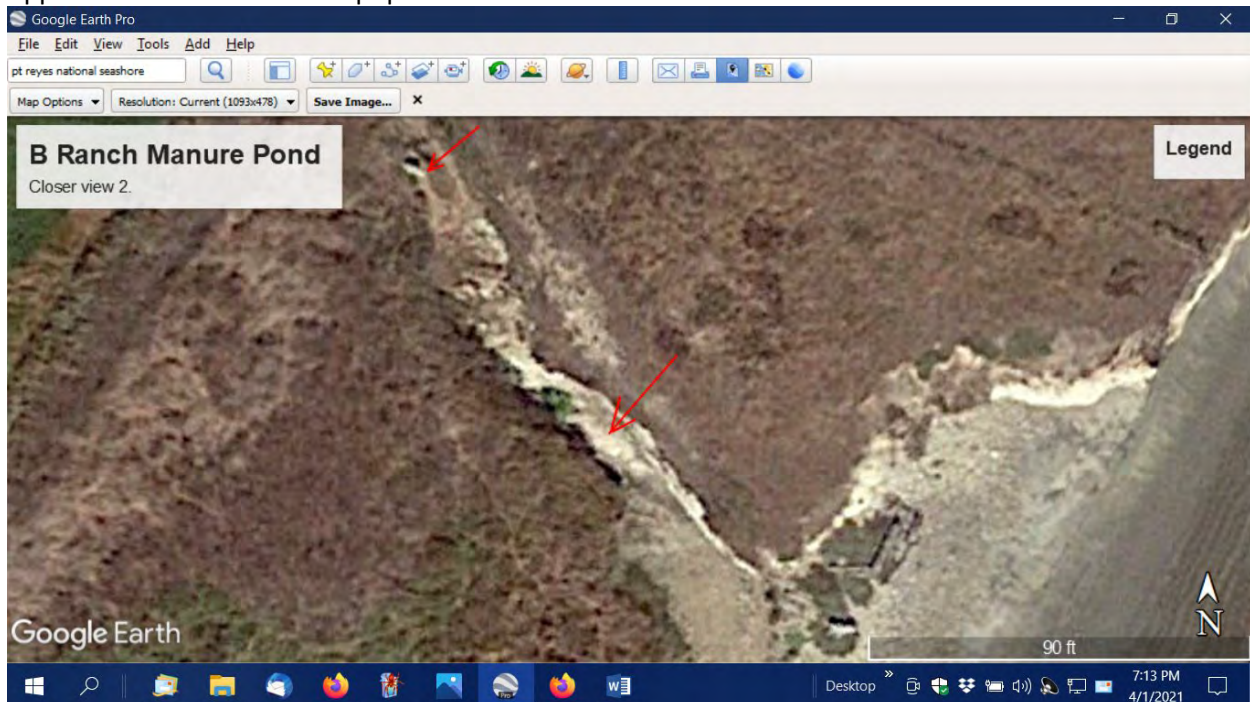 Google Earth Pro
File Edit View Tools Add Help
pt reyes national seashore
Map Options Resolution: Current (1093x478) Save Image...
B Ranch Manure Pond
Closer view 2.
Legend
Google Earth
N
90 ft
Desktop
7:13 PM
4/1/2021